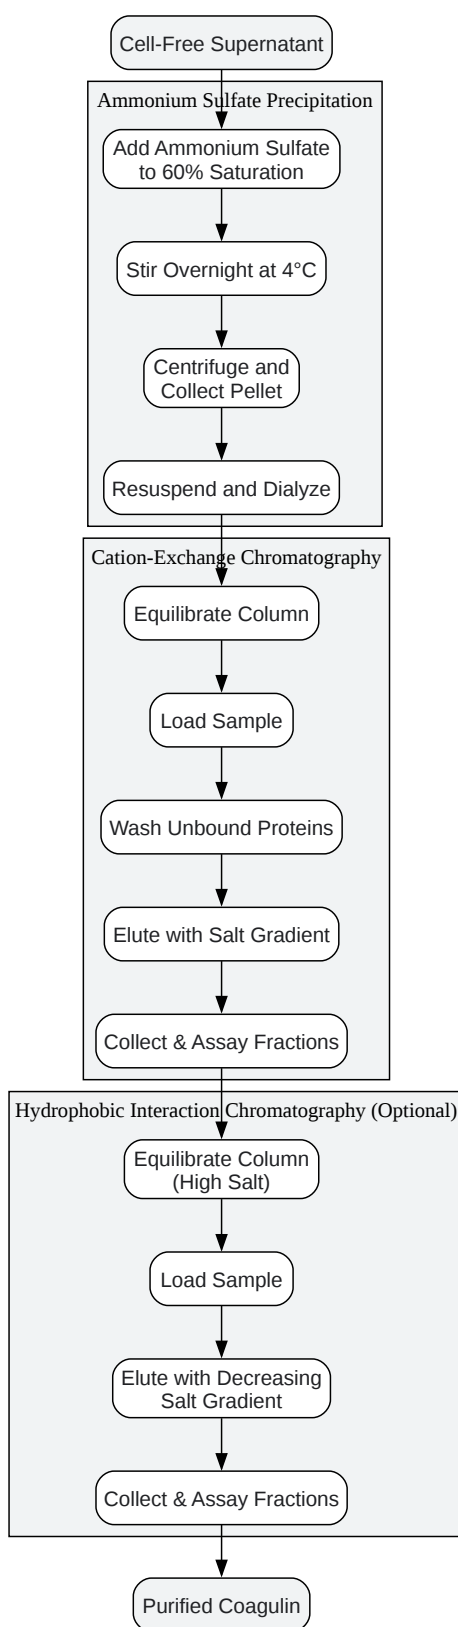 Cell-Free Supernatant
Ammonium Sulfate Precipitation
Add Ammonium Sulfate
to 60% Saturation
Stir Overnight at 4°C
Centrifuge and
Collect Pellet
Resuspend and Dialyze
Cation-Exchange Chromatography
Equilibrate Column
Load Sample
Wash Unbound Proteins
Elute with Salt Gradient
Collect & Assay Fractions
Hydrophobic Interaction Chromatography (Optional)
Equilibrate Column
(High Salt)
Load Sample
Elute with Decreasing
Salt Gradient
Collect & Assay Fractions
Purified Coagulin